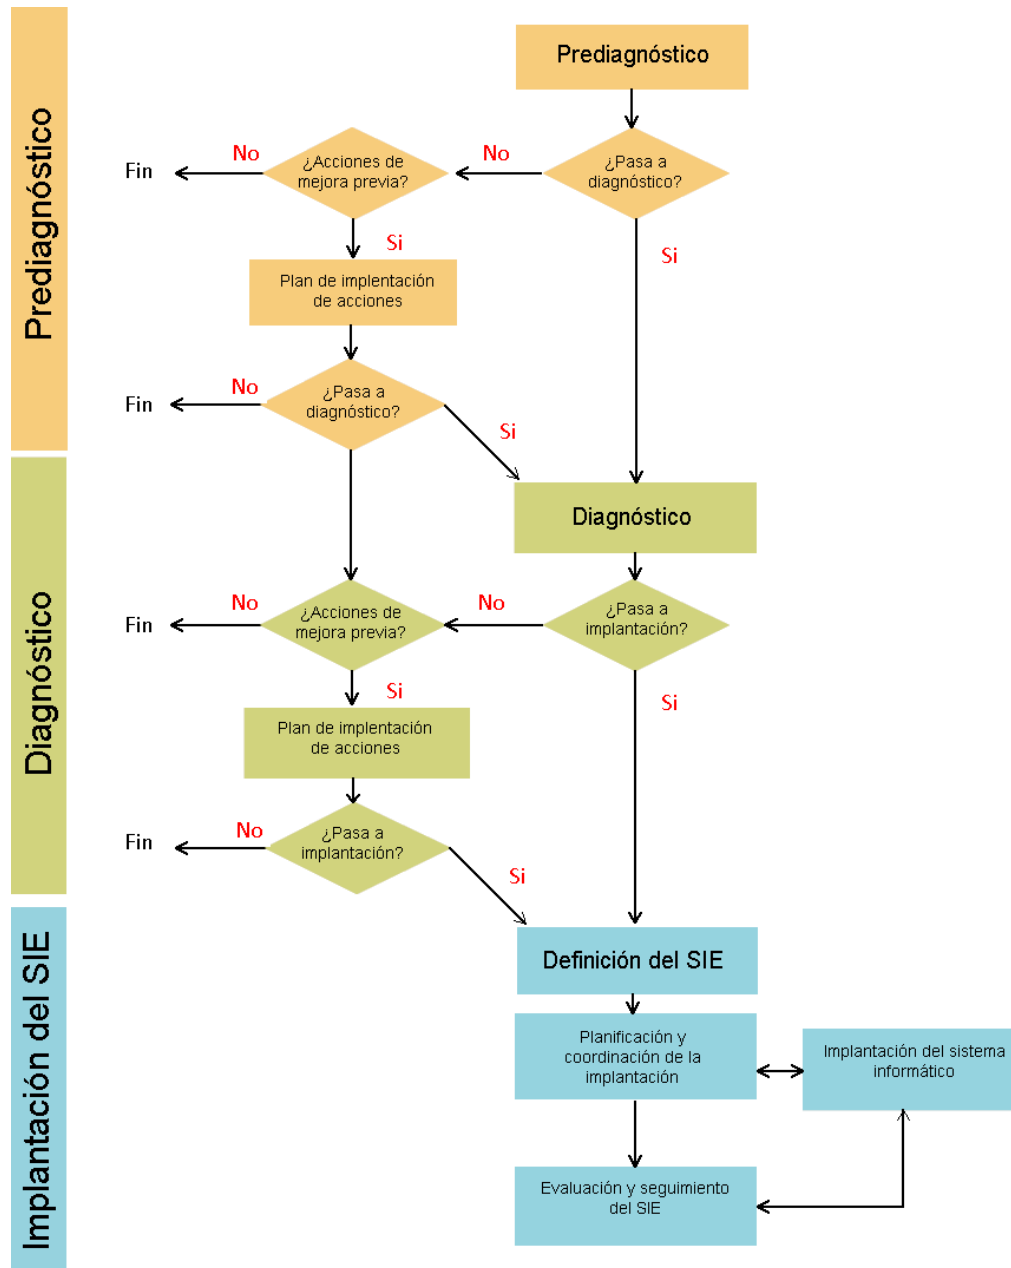 Prediagnóstico
Prediagnóstico
¿Pasa a
diagnóstico?
No
Si
¿Acciones de
mejora previa?
No
Fin
Si
Plan de implentación
de acciones
¿Pasa a
diagnóstico?
No
Fin
Si
Diagnóstico
Diagnóstico
¿Pasa a
implantación?
No
Si
¿Acciones de
mejora previa?
No
Fin
Si
Plan de implentación
de acciones
¿Pasa a
implantación?
No
Fin
Si
Implantación del SIE
Definición del SIE
Planificación y
coordinación de la
implantación
Implantación del sistema
informático
Evaluación y seguimiento
del SIE